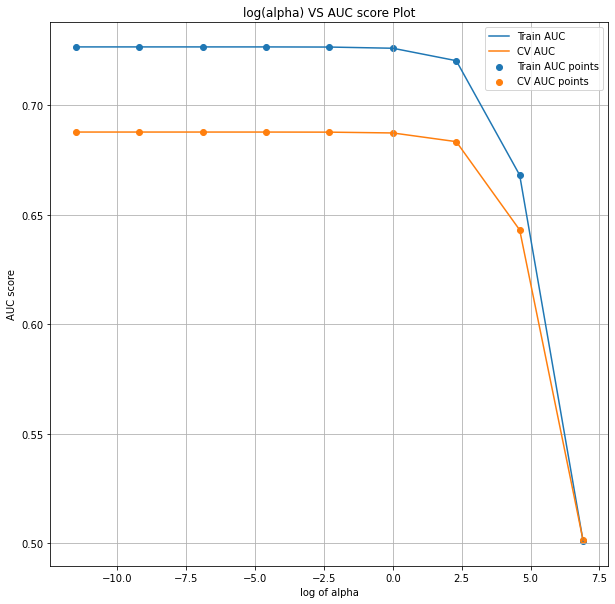 log(alpha) VS AUC score Plot
Train AUC
CV AUC
Train AUC points
CV AUC points
0.70
0.65
0.60
0.55
0.50
AUC score
−10.0 −7.5 −5.0 −2.5 0.0 2.5 5.0 7.5
log of alpha